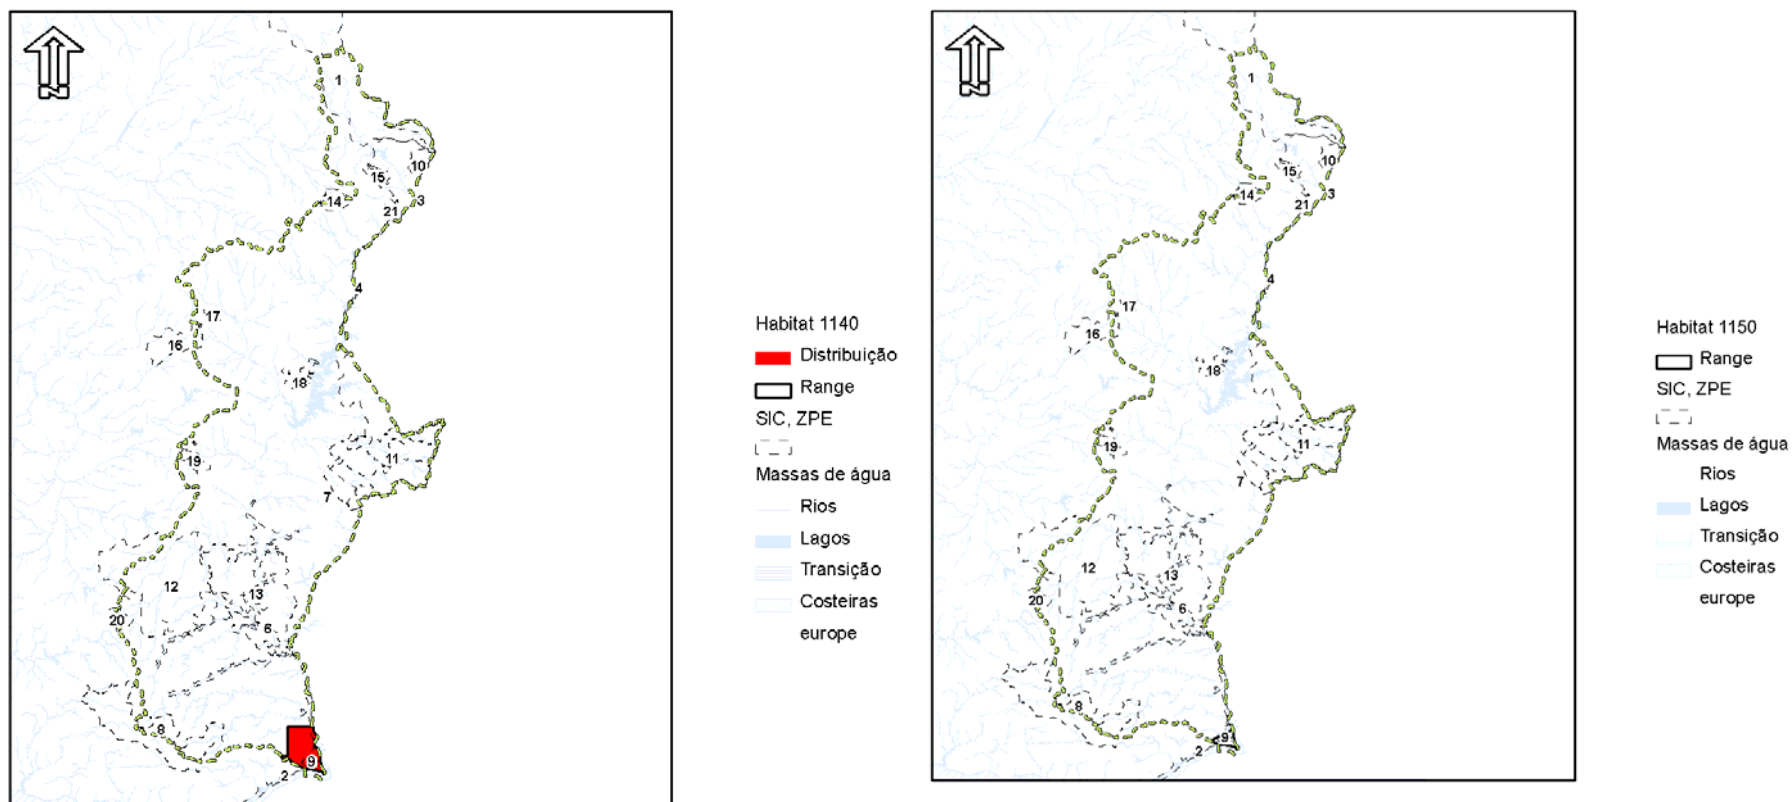 N
1
10
15
14
3
21
4
17
16
18
19
11
7
12
13
20
6
8
9
2
Habitat 1140
Distribuição
Range
SIC, ZPE
Massas de água
Rios
Lagos
Transição
Costeiras
europe
N
1
10
15
14
3
21
4
17
16
18
19
11
7
12
13
20
6
8
9
2
Habitat 1150
Range
SIC, ZPE
Massas de água
Rios
Lagos
Transição
Costeiras
europe